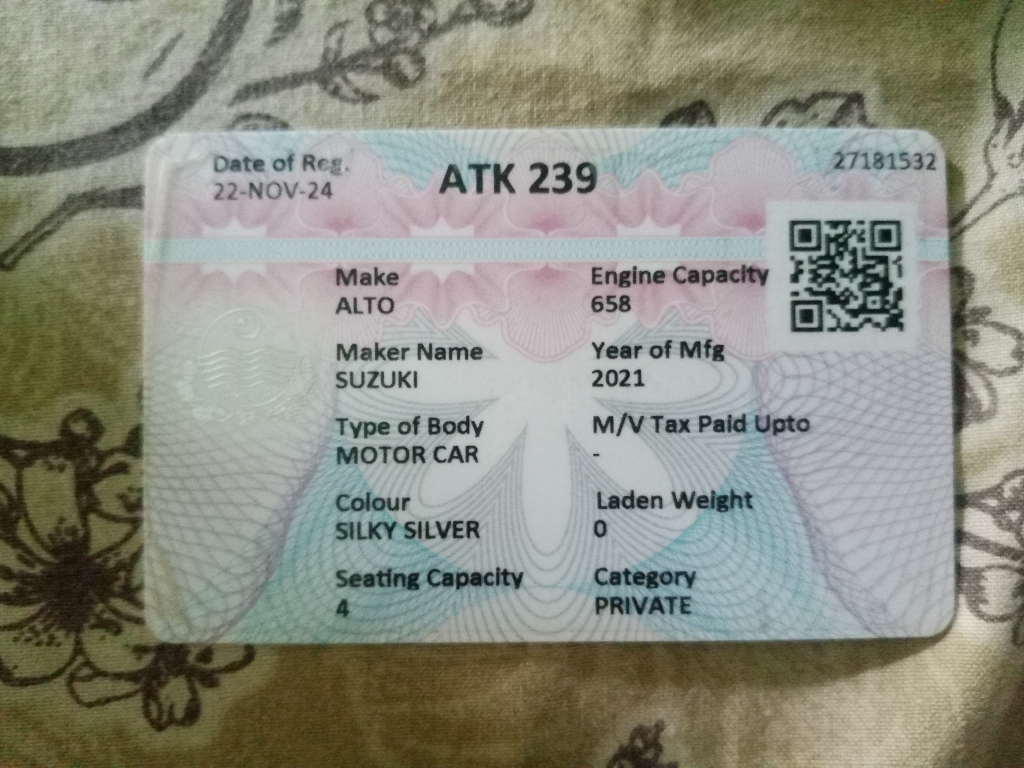 Date of Reg.
22-NOV-24
ATK 239
27181532
Make
ALTO
Engine Capacity
658
Maker Name
SUZUKI
Year of Mfg
2021
Type of Body
MOTOR CAR
M/V Tax Paid Upto
-
Colour
SILKY SILVER
Laden Weight
0
Seating Capacity
4
Category
PRIVATE